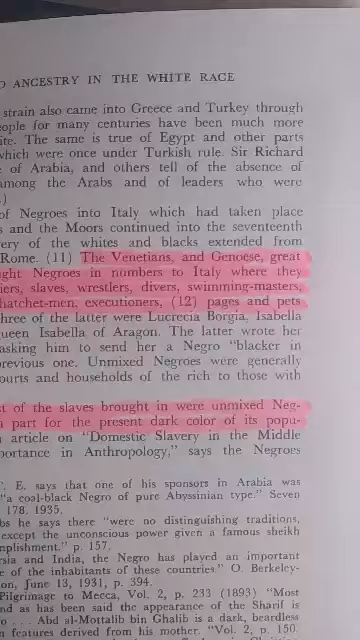 O ANCESTRY IN THE WHITE RACE
strain also came into Greece and Turkey through
eople for many centuries have been much more
ite. The same is true of Egypt and other parts
which were once under Turkish rule. Sir Richard
of Arabia, and others tell of the absence of
among the Arabs and of leaders who were
.)
of Negroes into Italy which had taken place
s and the Moors continued into the seventeenth
ery of the whites and blacks extended from
Rome. (11) The Venetians, and Genoese, great
ght Negroes in numbers to Italy where they
iers, slaves, wrestlers, divers, swimming-masters,
hatchet-men, executioners, (12) pages and pets
three of the latter were Lucrecia Borgia, Isabella
ueen Isabella of Aragon. The latter wrote her
asking him to send her a Negro "blacker in
previous one. Unmixed Negroes were generally
ourts and households of the rich to those with
st of the slaves brought in were unmixed Neg-
a part for the present dark color of its popu-
article on "Domestic Slavery in the Middle
portance in Anthropology," says the Negroes
. E. says that one of his sponsors in Arabia was
"a coal-black Negro of pure Abyssinian type." Seven
178. 1935.
bs he says there "were no distinguishing traditions,
except the unconscious power given a famous sheikh
mplishment." p. 157.
rsia and India, the Negro has played an important
e of the inhabitants of these countries." O. Berkeley-
on, June 13, 1931, p. 394.
Pilgrimage to Mecca, Vol. 2, p. 233 (1893) "Most
nd as has been said the appearance of the Sharif is
o . . . Abd al-Mottalib bin Ghalib is a dark, beardless
n features derived from his mother. "Vol. 2, p. 150.